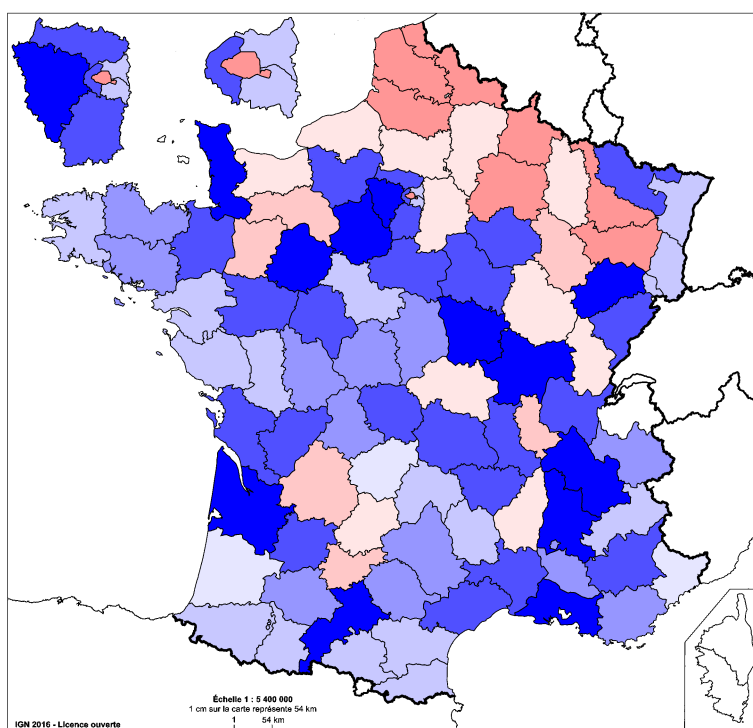 Échelle 1 : 5 400 000
1 cm sur la carte représente 54 km
1 54 km
IGN 2016 - Licence ouverte